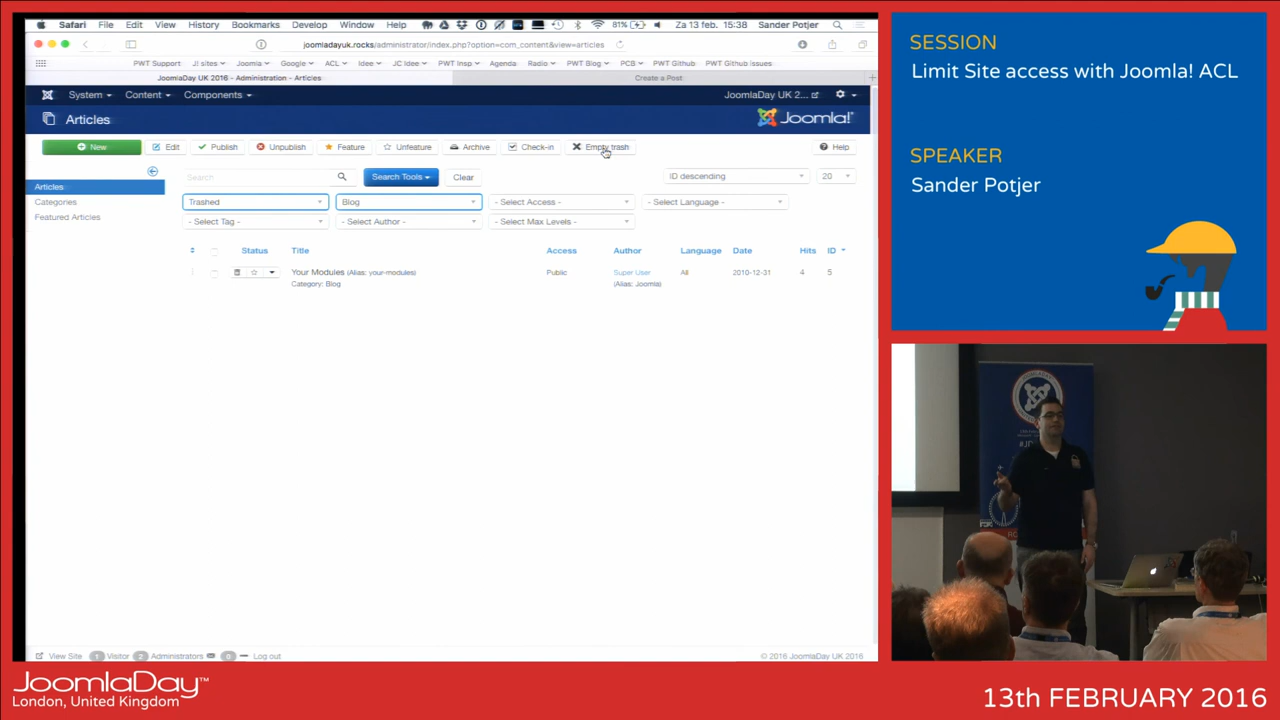 Safari File Edit View History Bookmarks Develop Window Help 81% Za 13 feb. 15:38 Sander Potjer
joomladayuk.rocks/administrator/index.php?option=com_content&view=articles
PWT Support J! sites Joomla Google ACL Idee JC Idee PWT Insp Agenda Radio PWT Blog PCS PWT Github PWT Github issues
JoomlaDay UK 2016 - Administration - Articles Create a Post
System Content Components JoomlaDay UK 2...
Articles Joomla!®
New Edit Publish Unpublish Feature Unfeature Archive Check-in Empty trash Help
Search Search Tools Clear ID descending 20
Articles
Categories
Featured Articles
Trashed Blog - Select Access - - Select Language -
- Select Tag - - Select Author - - Select Max Levels -
Status Title Access Author Language Date Hits ID
Your Modules (Alias: your-modules) Public Super User All 2010-12-31 4 5
Category: Blog (Alias: Joomla)
View Site 1 Visitor 2 Administrators 0 Log out © 2016 JoomlaDay UK 2016
SESSION
Limit Site access with Joomla! ACL
SPEAKER
Sander Potjer
JoomlaDay™
London, United Kingdom
13th FEBRUARY 2016